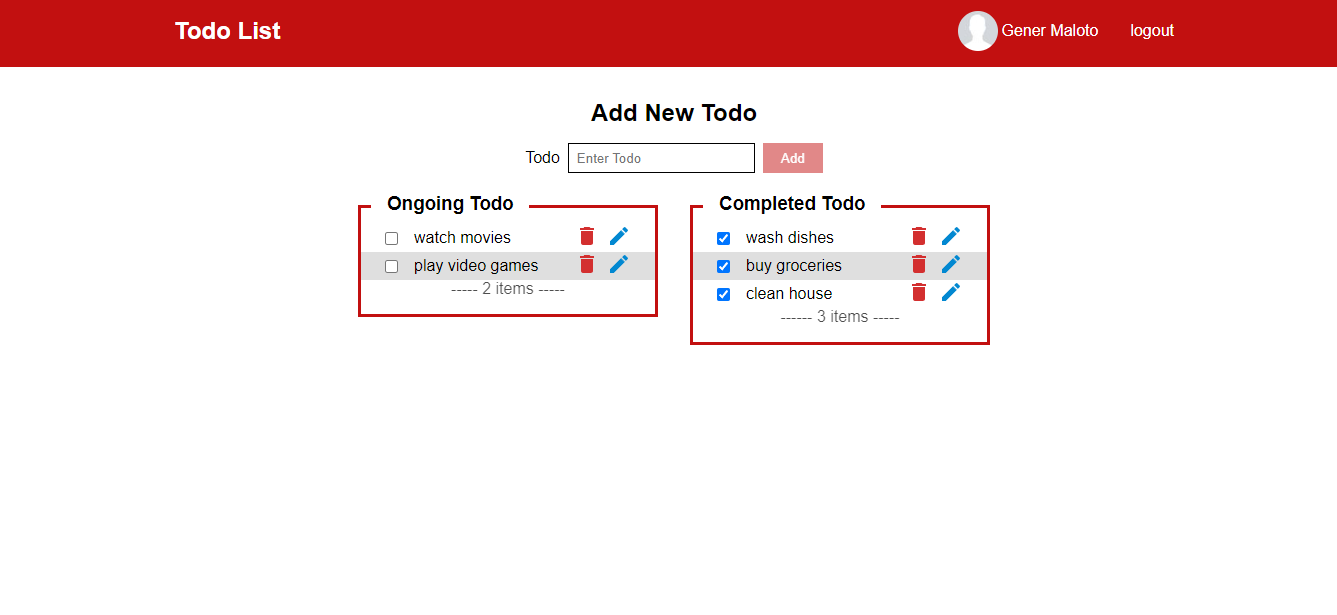 Todo List
Gener Maloto
logout
Add New Todo
Todo
Enter Todo
Add
Ongoing Todo
watch movies
play video games
----- 2 items -----
Completed Todo
wash dishes
buy groceries
clean house
------ 3 items -----